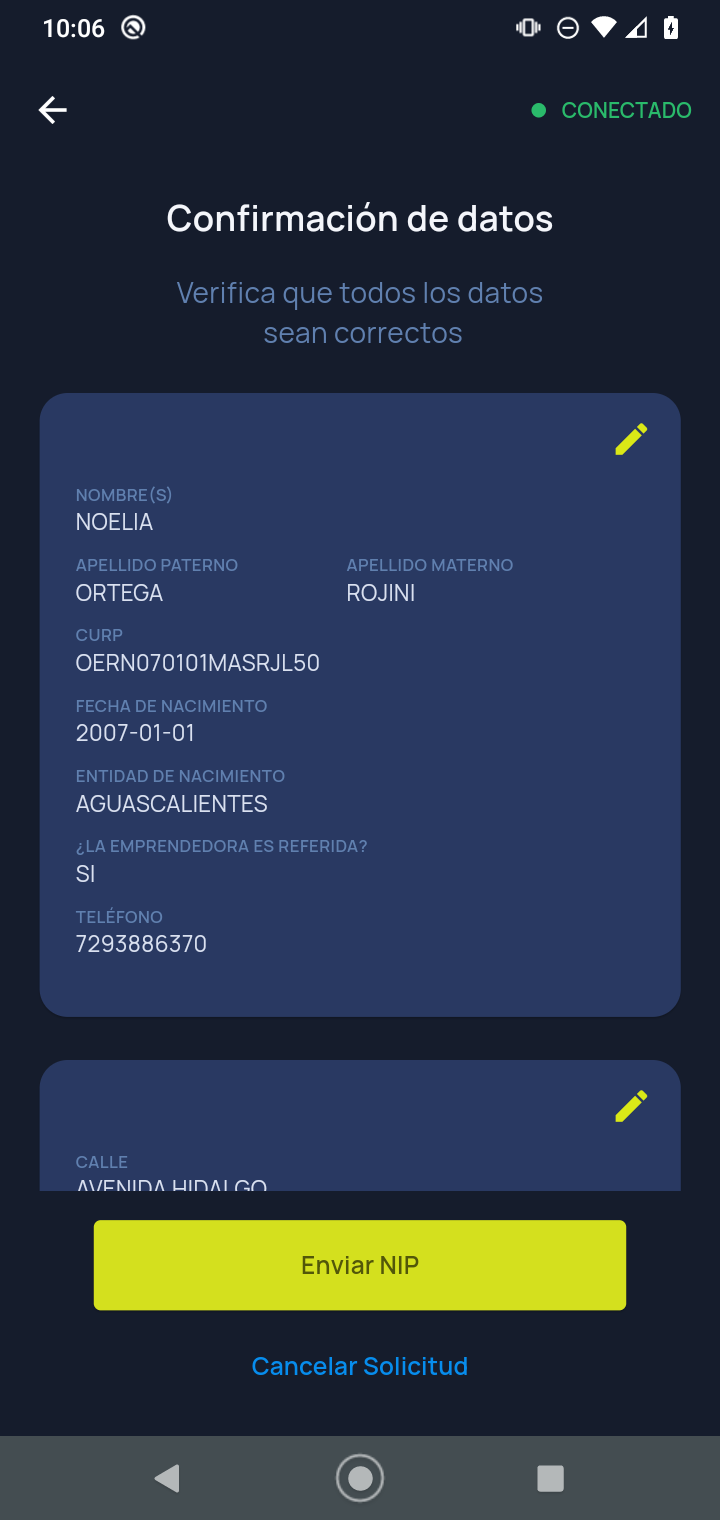 10:06
CONECTADO
Confirmación de datos
Verifica que todos los datos
sean correctos
NOMBRE(S)
NOELIA
APELLIDO PATERNO APELLIDO MATERNO
ORTEGA ROJINI
CURP
OERN070101MASRJL50
FECHA DE NACIMIENTO
2007-01-01
ENTIDAD DE NACIMIENTO
AGUASCALIENTES
¿LA EMPRENDEDORA ES REFERIDA?
SI
TELÉFONO
7293886370
CALLE
AVENIDA HIDALGO
Enviar NIP
Cancelar Solicitud